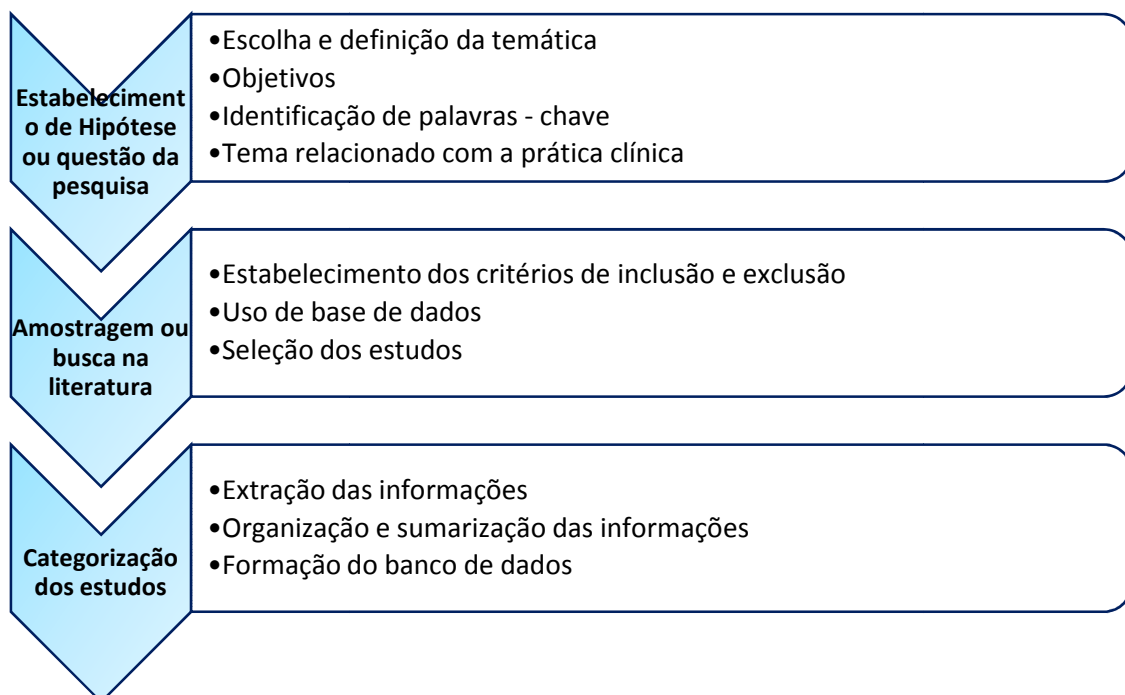 Estabeleciment
o de Hipótese
ou questão da
pesquisa
•Escolha e definição da temática
•Objetivos
•Identificação de palavras - chave
•Tema relacionado com a prática clínica
Amostragem ou
busca na
literatura
•Estabelecimento dos critérios de inclusão e exclusão
•Uso de base de dados
•Seleção dos estudos
Categorização
dos estudos
•Extração das informações
•Organização e sumarização das informações
•Formação do banco de dados